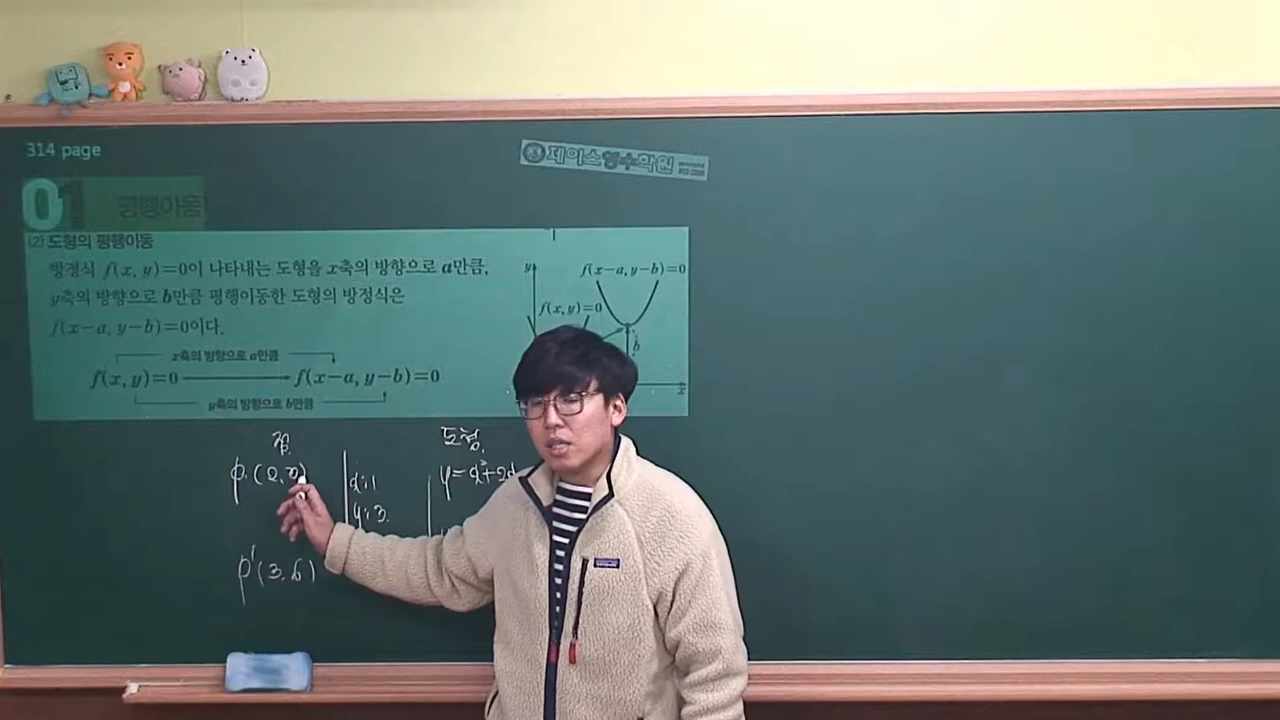 314 page
제이스영수학원
01 평행이동
(2) 도형의 평행이동
방정식 f(x, y)=0이 나타내는 도형을 x축의 방향으로 a만큼,
y축의 방향으로 b만큼 평행이동한 도형의 방정식은
f(x-a, y-b)=0이다.
x축의 방향으로 a만큼
f(x, y)=0 → f(x-a, y-b)=0
y축의 방향으로 b만큼
y
f(x-a, y-b)=0
f(x, y)=0
b
x
점.
도형.
x:1
y:3
P'(3,6)